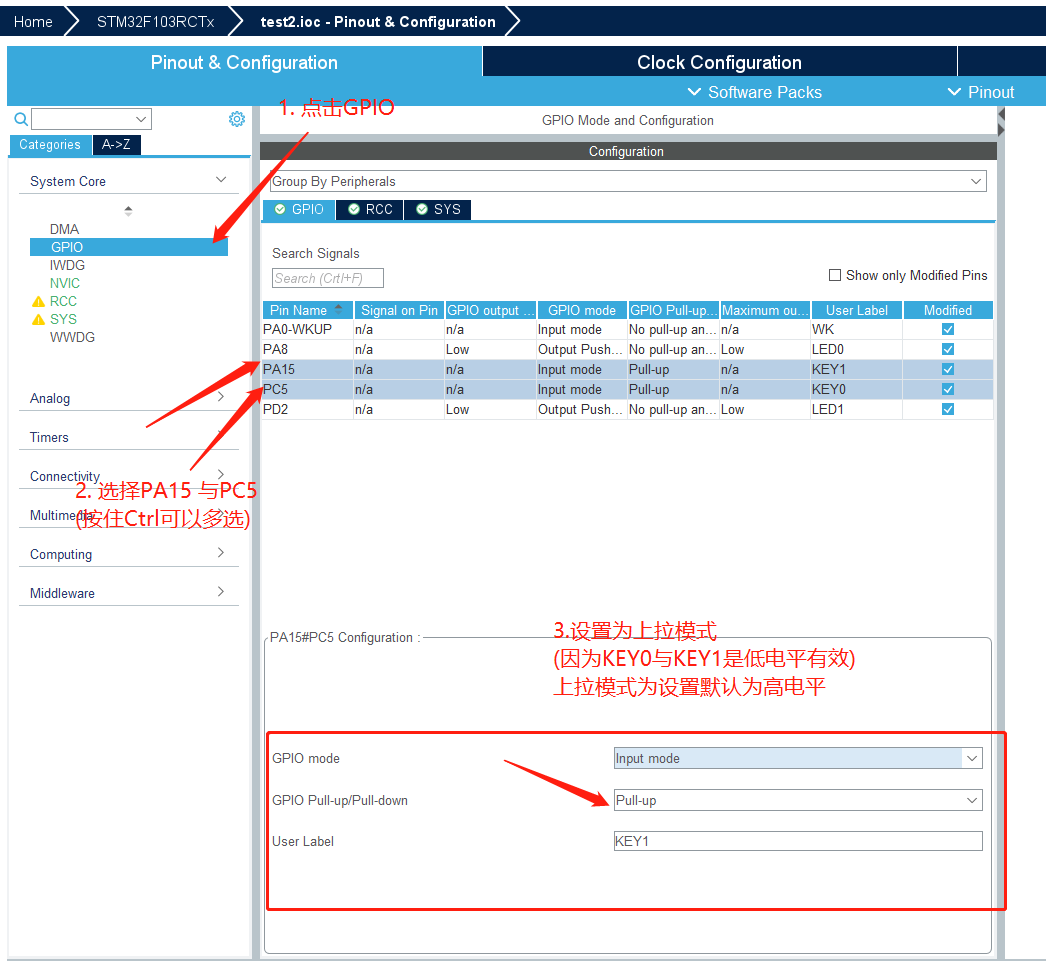 Home STM32F103RCTx test2.ioc - Pinout & Configuration
Pinout & Configuration Clock Configuration
Software Packs Pinout
1. 点击GPIO
GPIO Mode and Configuration
Categories A->Z
Configuration
System Core
Group By Peripherals
GPIO RCC SYS
DMA
GPIO
IWDG
NVIC
RCC
SYS
WWDG
Search Signals
Search (CrtI+F)
Show only Modified Pins
Pin Name Signal on Pin GPIO output ... GPIO mode GPIO Pull-up... Maximum ou... User Label Modified
PA0-WKUP n/a n/a Input mode No pull-up an... n/a WK
PA8 n/a Low Output Push... No pull-up an... Low LED0
PA15 n/a n/a Input mode Pull-up n/a KEY1
PC5 n/a n/a Input mode Pull-up n/a KEY0
PD2 n/a Low Output Push... No pull-up an... Low LED1
Analog
Timers
Connectivity
2. 选择PA15 与PC5
(按住Ctrl可以多选)
Multimedia
Computing
Middleware
PA15#PC5 Configuration :
3.设置为上拉模式
(因为KEY0与KEY1是低电平有效)
上拉模式为设置默认为高电平
GPIO mode Input mode
GPIO Pull-up/Pull-down Pull-up
User Label KEY1